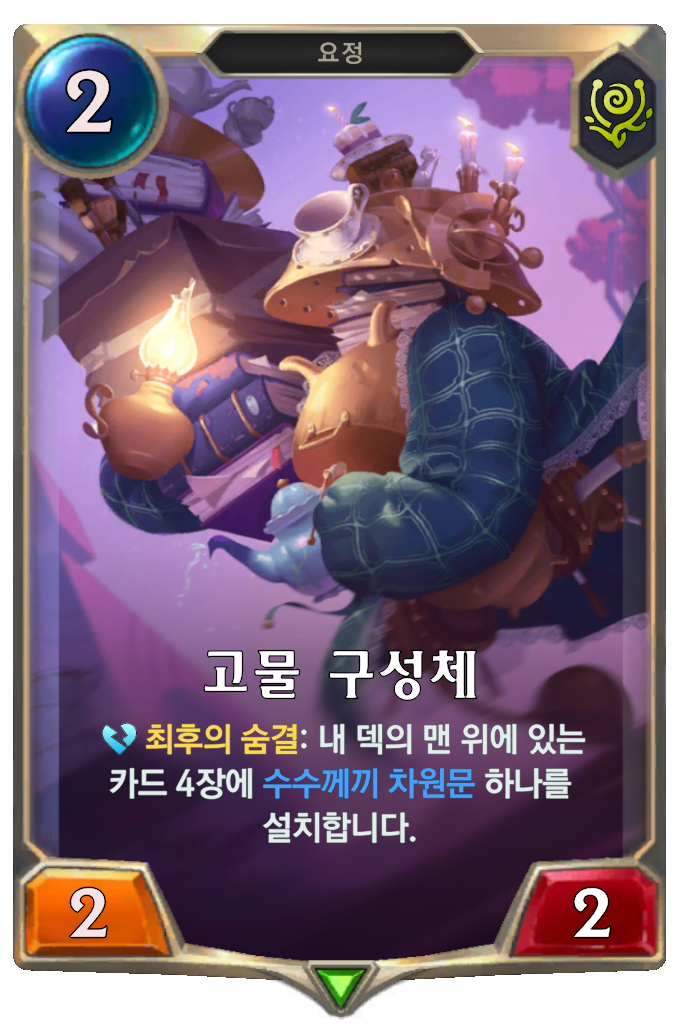 요정
2
고물 구성체
최후의 숨결: 내 덱의 맨 위에 있는
카드 4장에 수수께끼 차원문 하나를
설치합니다.
2 2